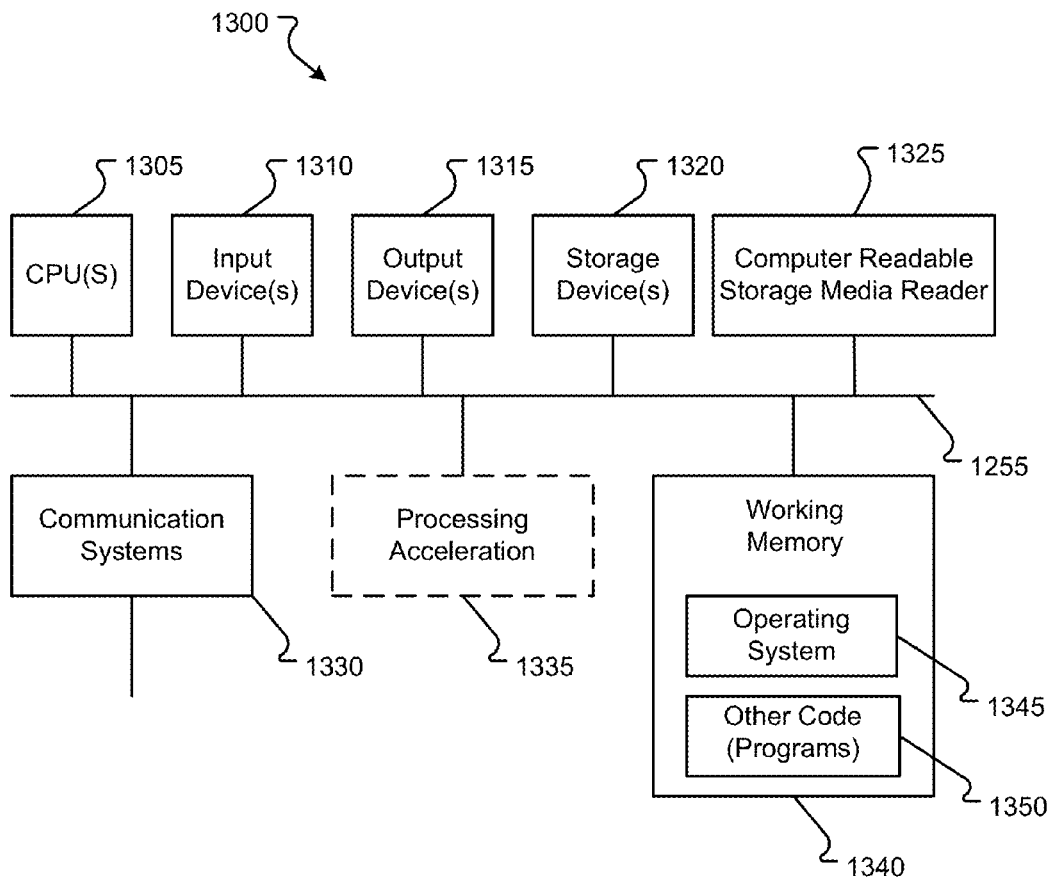 1300
1305
1310
1315
1320
1325
CPU(S)
Input
Device(s)
Output
Device(s)
Storage
Device(s)
Computer Readable
Storage Media Reader
1255
Communication
Systems
Processing
Acceleration
Working
Memory
Operating
System
1330
1335
1345
Other Code
(Programs)
1350
1340